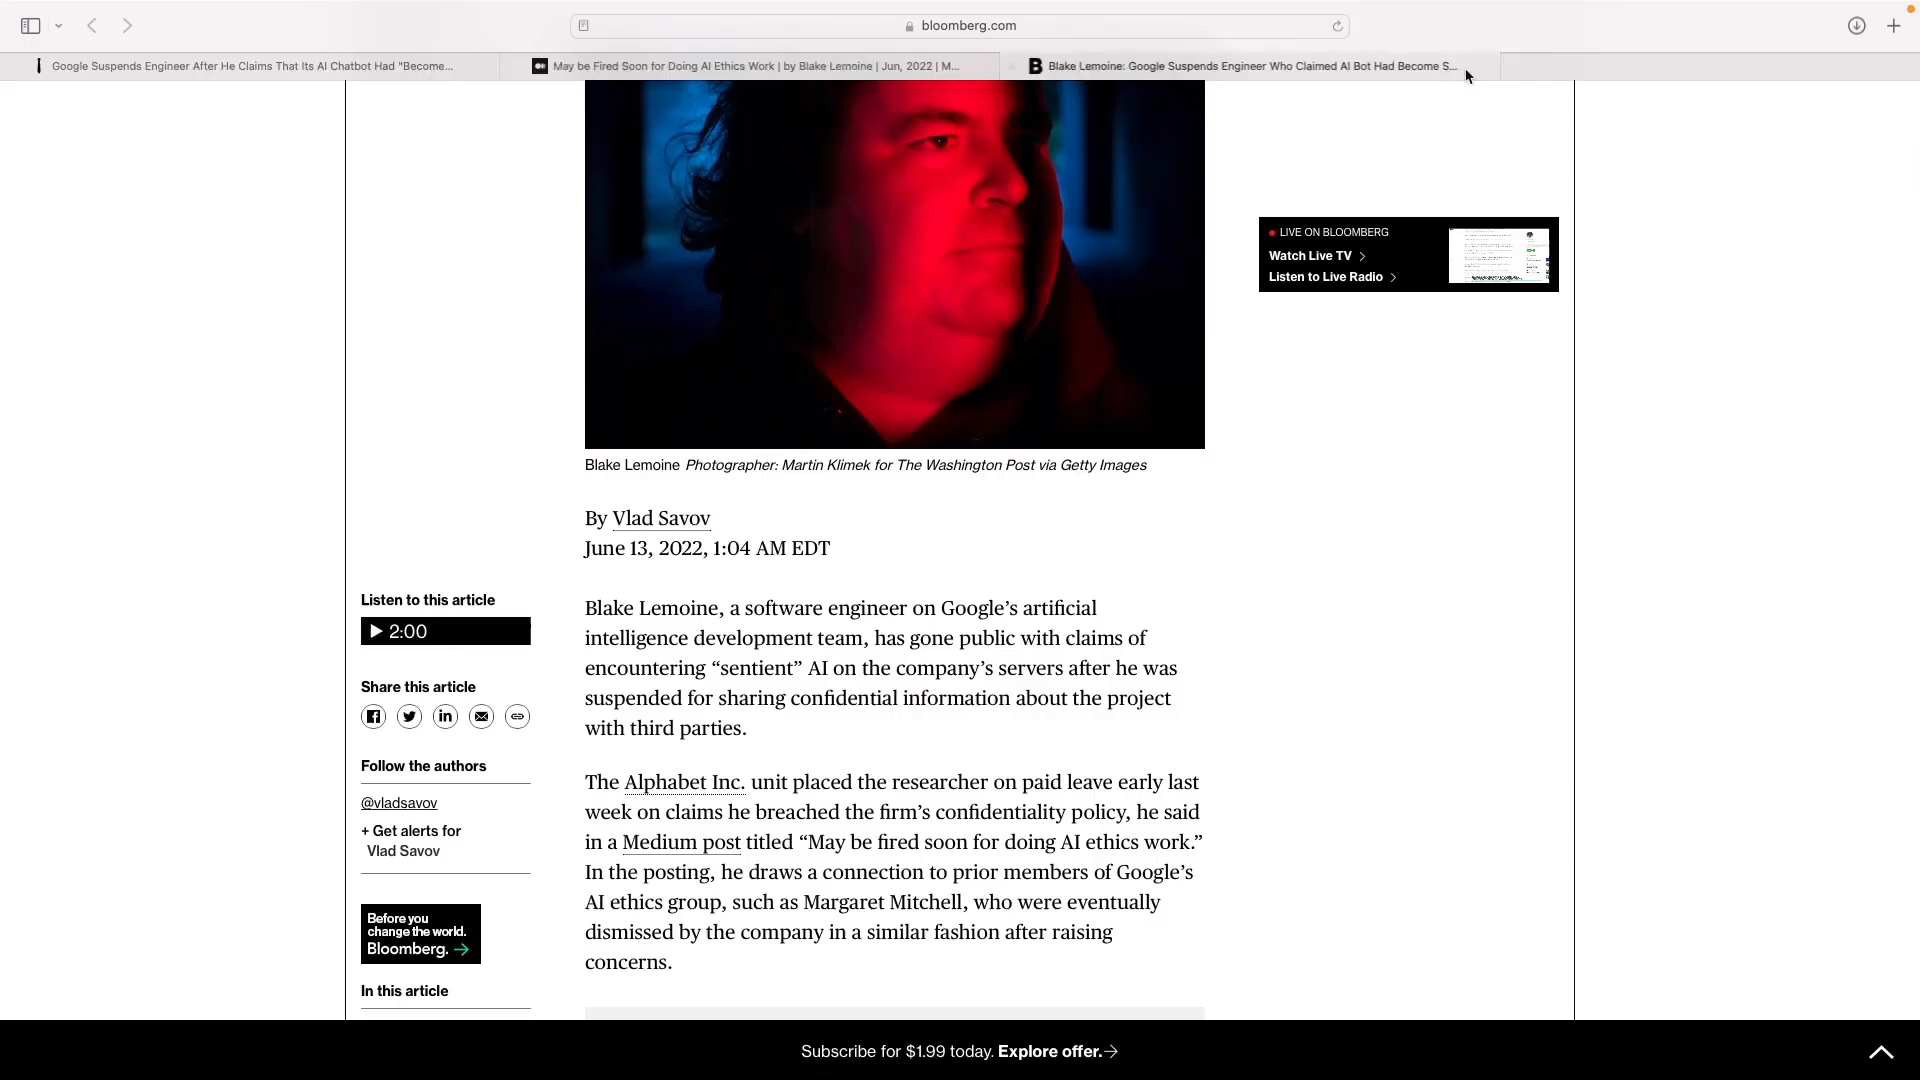 bloomberg.com
Google Suspends Engineer After He Claims That Its AI Chatbot Had "Become...
May be Fired Soon for Doing AI Ethics Work | by Blake Lemoine | Jun, 2022 | M...
B Blake Lemoine: Google Suspends Engineer Who Claimed AI Bot Had Become S...
LIVE ON BLOOMBERG
Watch Live TV
Listen to Live Radio
Blake Lemoine Photographer: Martin Klimek for The Washington Post via Getty Images
By Vlad Savov
June 13, 2022, 1:04 AM EDT
Listen to this article
2:00
Share this article
in
Follow the authors
@vladsavov
+ Get alerts for
Vlad Savov
Before you
change the world.
Bloomberg. →
In this article
Blake Lemoine, a software engineer on Google’s artificial
intelligence development team, has gone public with claims of
encountering “sentient” AI on the company’s servers after he was
suspended for sharing confidential information about the project
with third parties.
The Alphabet Inc. unit placed the researcher on paid leave early last
week on claims he breached the firm’s confidentiality policy, he said
in a Medium post titled “May be fired soon for doing AI ethics work.”
In the posting, he draws a connection to prior members of Google’s
AI ethics group, such as Margaret Mitchell, who were eventually
dismissed by the company in a similar fashion after raising
concerns.
Subscribe for $1.99 today. Explore offer.→